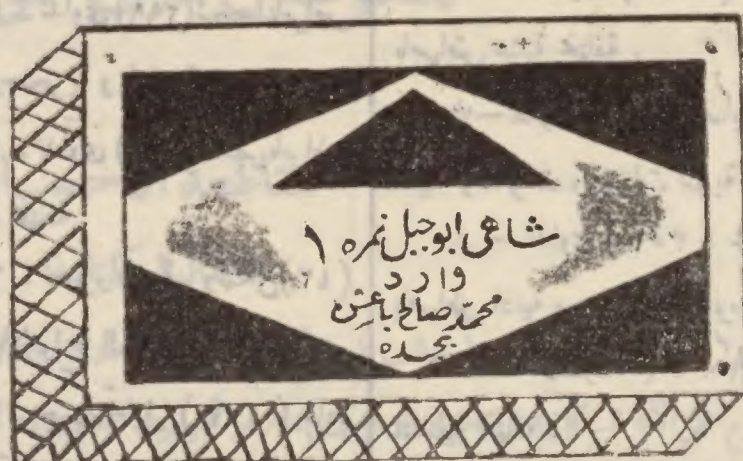 شاهی ابوجبل نمره ١
وارد
محمد صالح باعشن
بجده